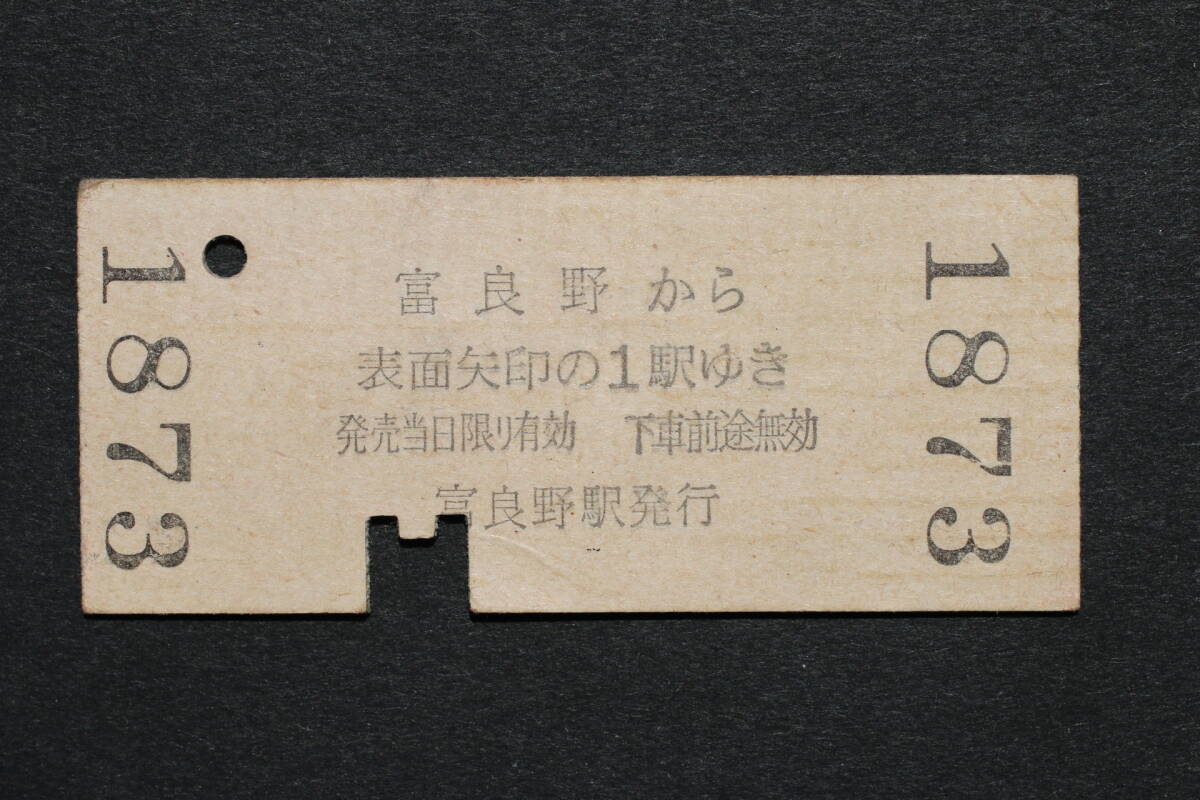 1873
富良野から
表面矢印の1駅ゆき
発売当日限り有効 下車前途無効
富良野駅発行
1873